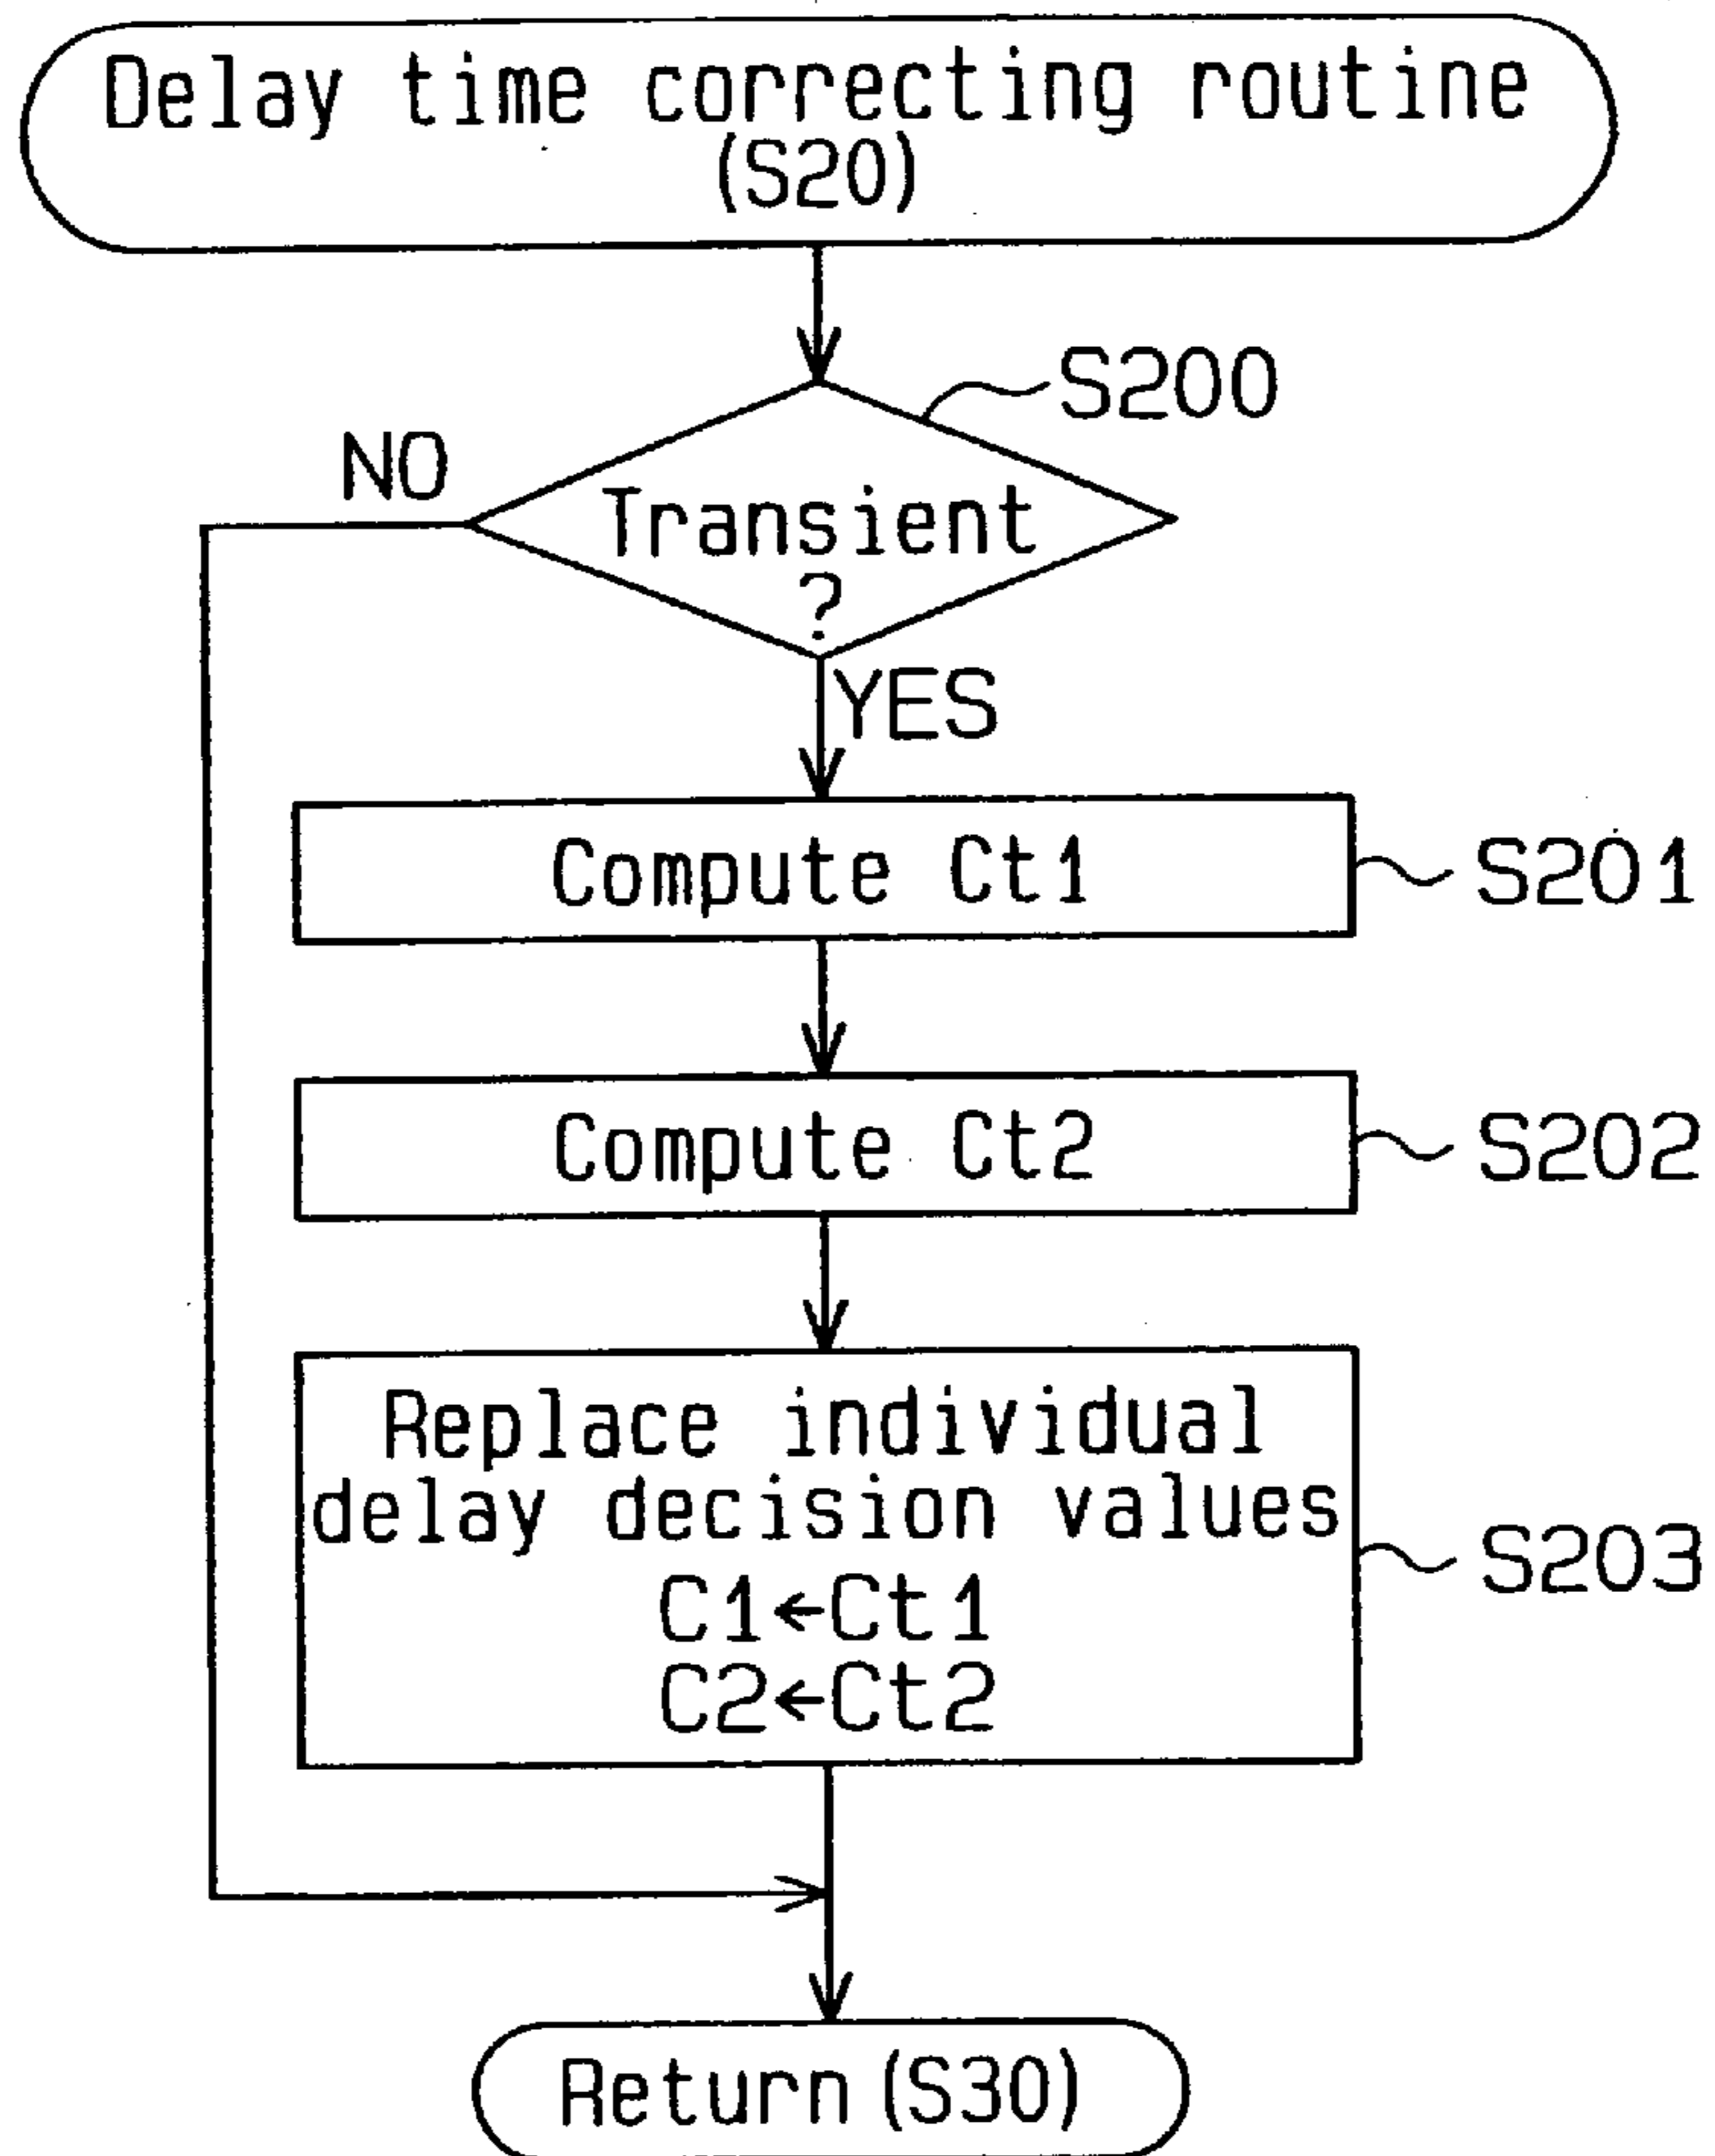 Delay time correcting routine
(S20)
S200
NO
Transient
?
YES
Compute Ct1
S201
Compute Ct2
S202
Replace individual
delay decision values
C1←Ct1
C2←Ct2
S203
Return(S30)